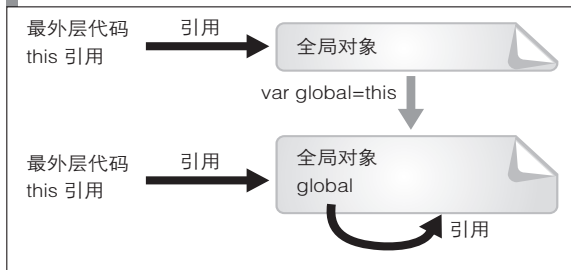 最外层代码
this 引用
引用
全局对象
var global=this
最外层代码
this 引用
引用
全局对象
global
引用